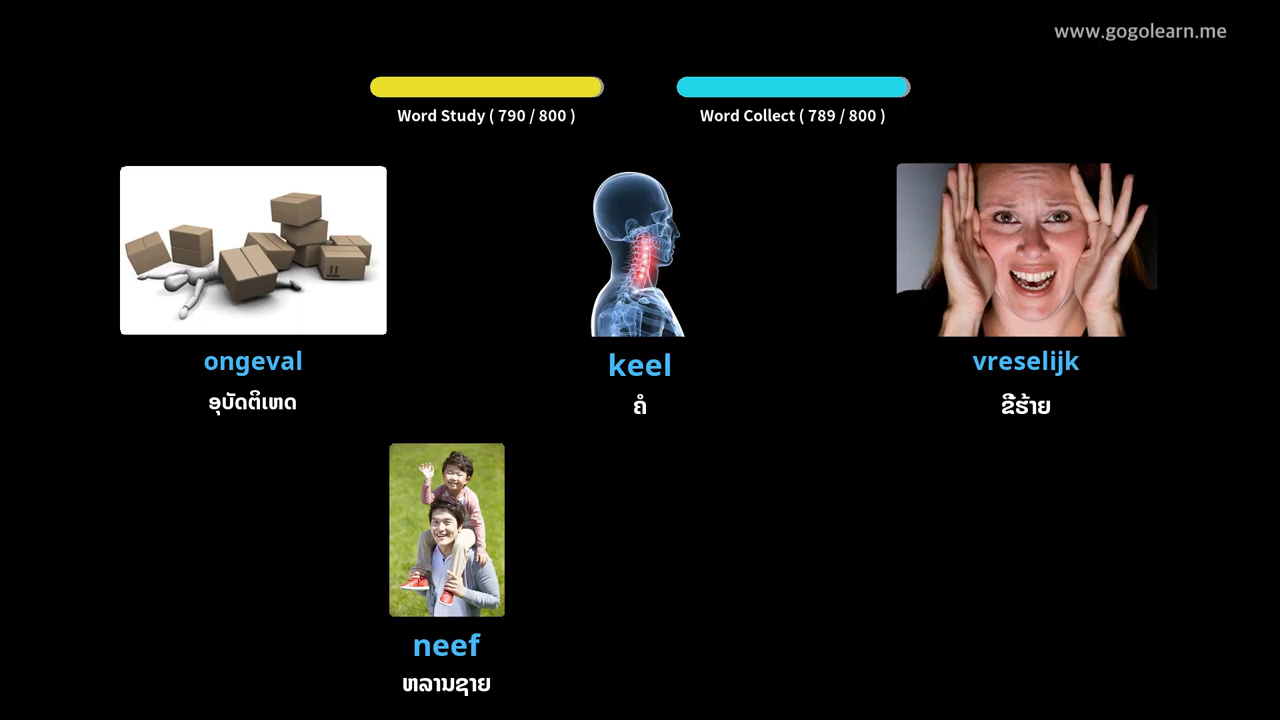 www.gogolearn.me
Word Study ( 790 / 800 )
Word Collect ( 789 / 800 )
ongeval
keel
vreselijk
ອຸບັດຕິເຫດ
ຄໍ
ຂີ້ຮ້າຍ
neef
ຫລານຊາຍ